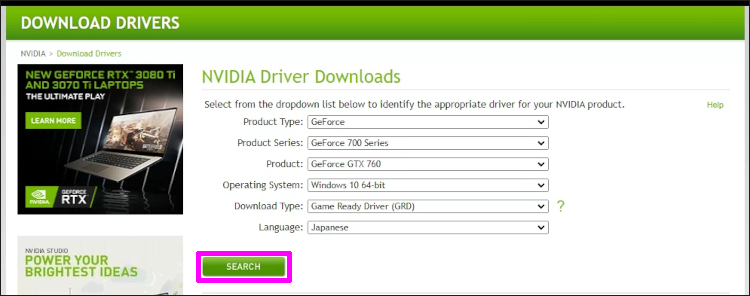 DOWNLOAD DRIVERS
NVIDIA > Download Drivers
NEW GEFORCE RTX™ 3080 Ti
AND 3070 Ti LAPTOPS
THE ULTIMATE PLAY
LEARN MORE
NVIDIA
GEFORCE
RTX
NVIDIA STUDIO
POWER YOUR
BRIGHTEST IDEAS
NVIDIA Driver Downloads
Select from the dropdown list below to identify the appropriate driver for your NVIDIA product.
Help
Product Type: GeForce
Product Series: GeForce 700 Series
Product: GeForce GTX 760
Operating System: Windows 10 64-bit
Download Type: Game Ready Driver (GRD) ?
Language: Japanese
SEARCH